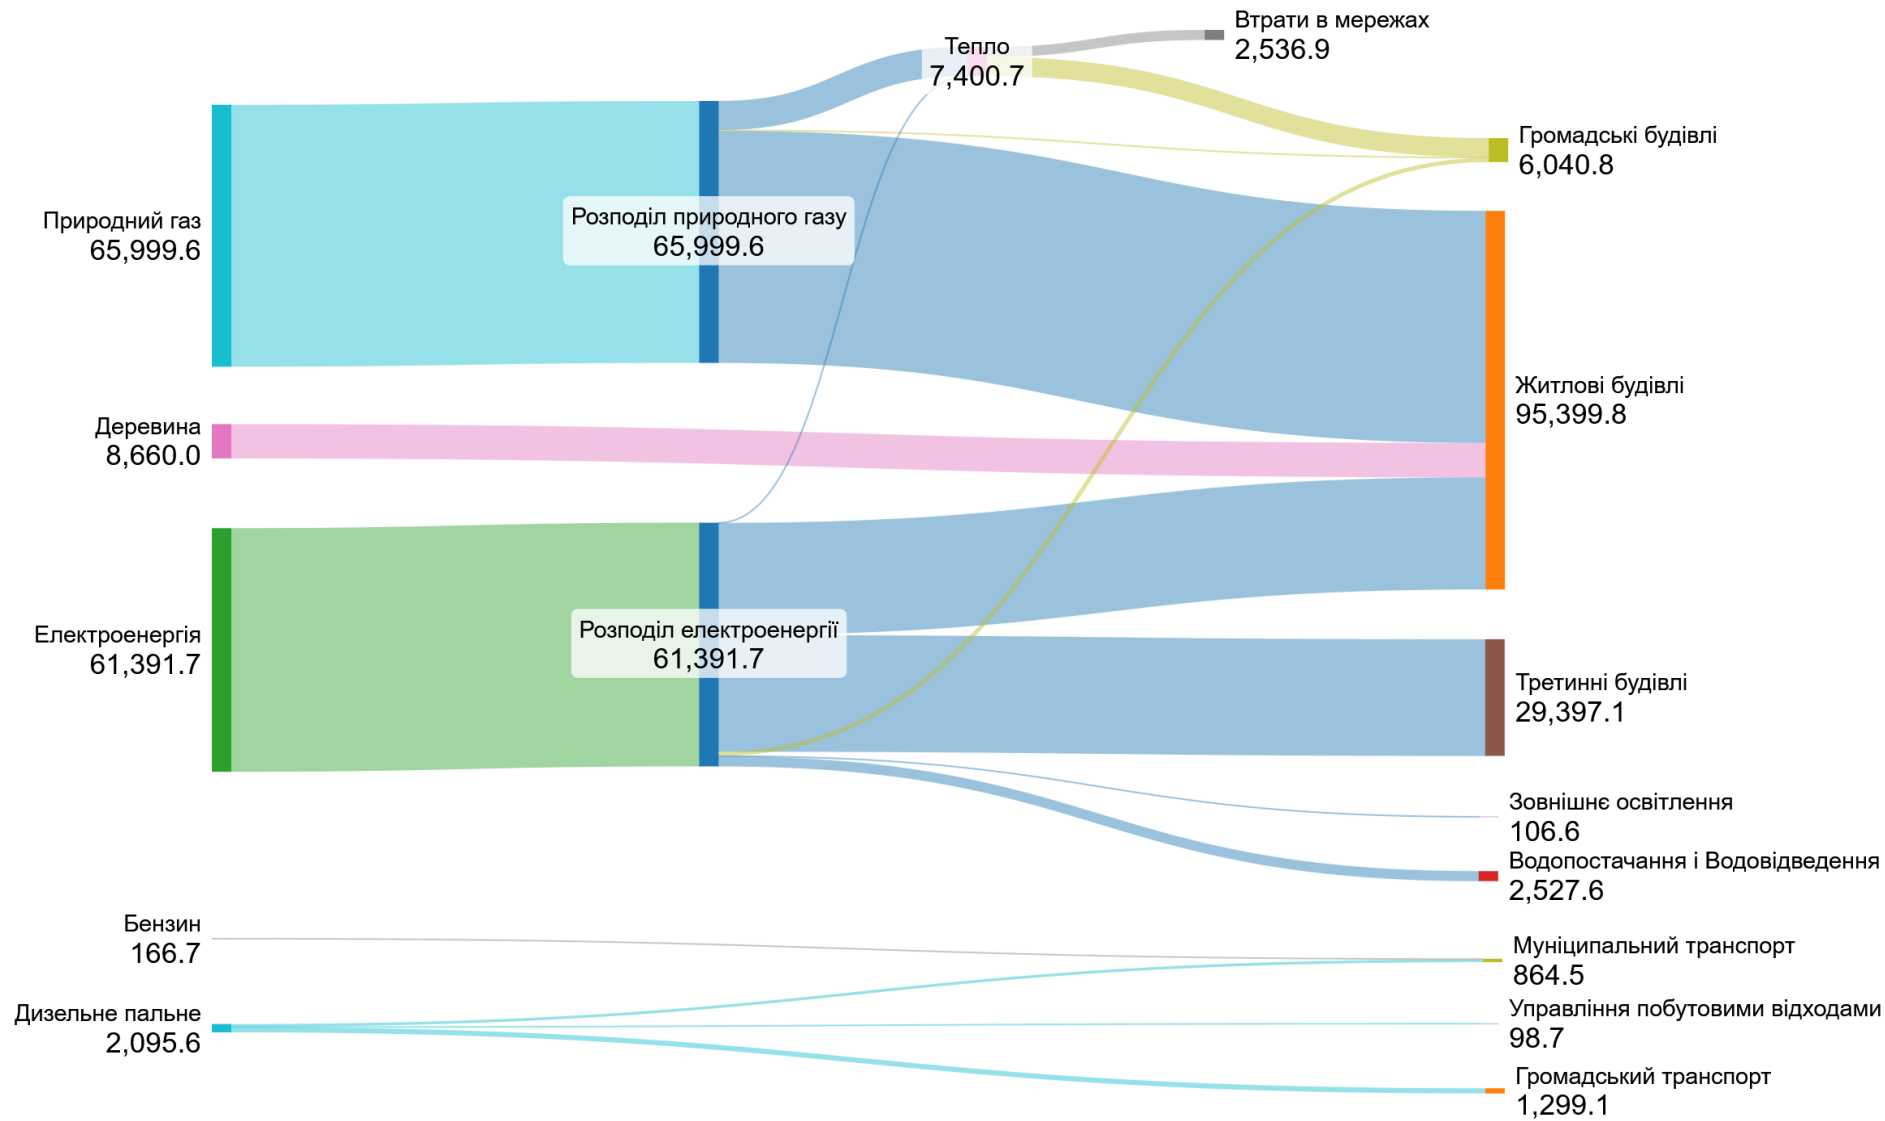 Втрати в мережах
2,536.9
Тепло
7,400.7
Громадські будівлі
6,040.8
Природний газ
65,999.6
Розподіл природного газу
65,999.6
Житлові будівлі
95,399.8
Деревина
8,660.0
Електроенергія
61,391.7
Розподіл електроенергії
61,391.7
Третинні будівлі
29,397.1
Зовнішнє освітлення
106.6
Водопостачання і Водовідведення
2,527.6
Бензин
166.7
Муніципальний транспорт
864.5
Дизельне пальне
2,095.6
Управління побутовими відходами
98.7
Громадський транспорт
1,299.1